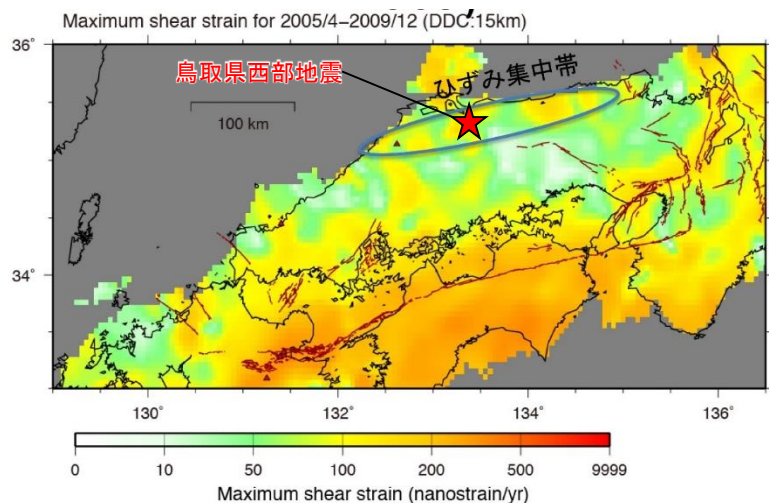 Maximum shear strain for 2005/4−2009/12 (DDC:15km)
36°
鳥取県西部地震
ひずみ集中帯
100 km
34°
130°
132°
134°
136°
0
10
50
100
200
500
9999
Maximum shear strain (nanostrain/yr)